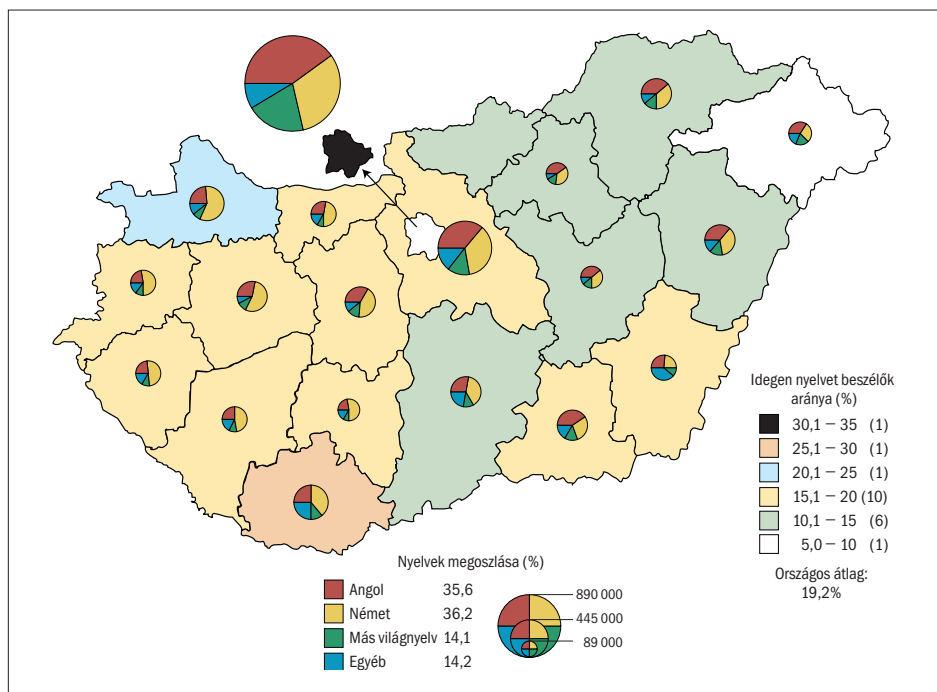 Idegen nyelvet beszélők
aránya (%)
30,1 – 35 (1)
25,1 – 30 (1)
20,1 – 25 (1)
15,1 – 20 (10)
10,1 – 15 (6)
5,0 – 10 (1)
Országos átlag:
19,2%
Nyelvek megoszlása (%)
Angol 35,6
Német 36,2
Más világnyelv 14,1
Egyéb 14,2
890 000
445 000
89 000